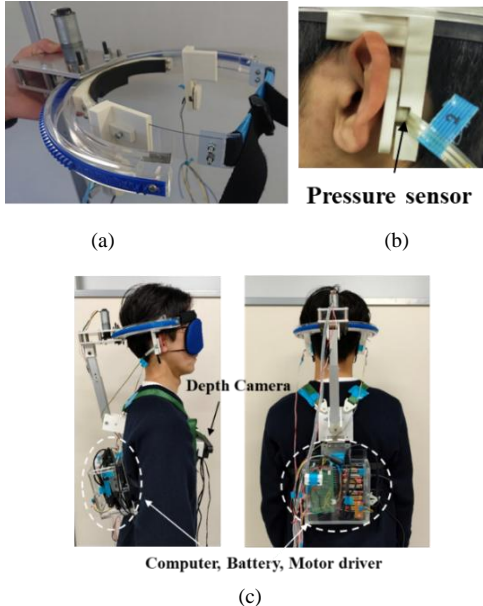 Pressure sensor
(a)
(b)
Depth Camera
Computer, Battery, Motor driver
(c)